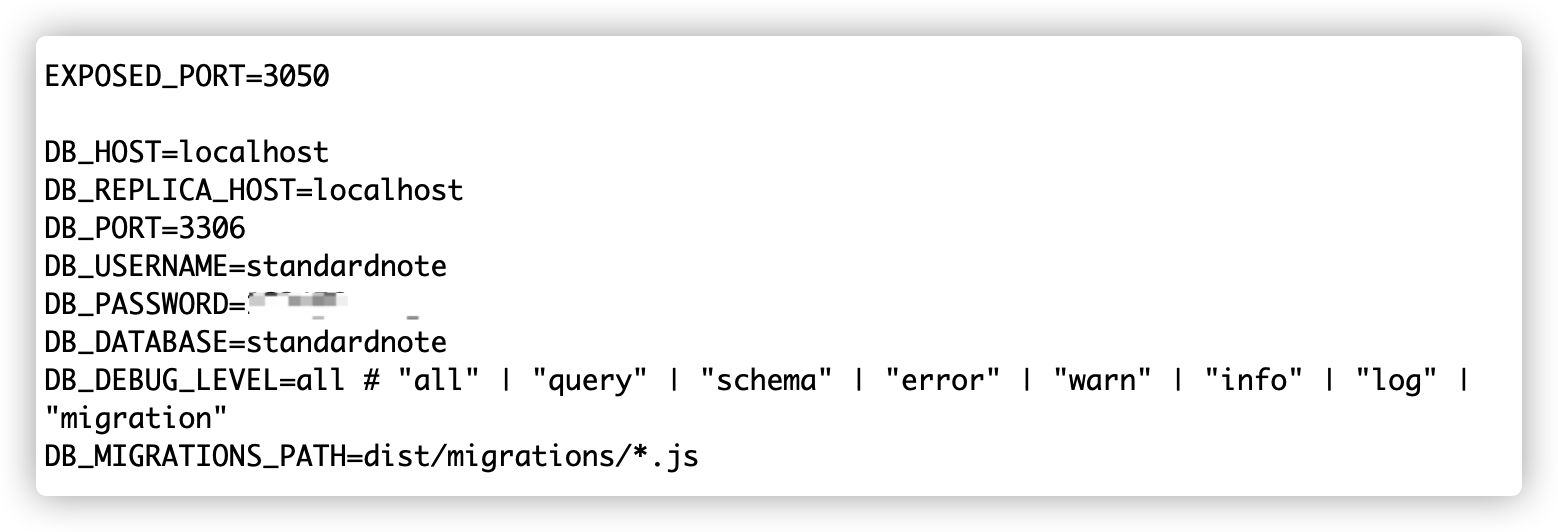 EXPOSED_PORT=3050
DB_HOST=localhost
DB_REPLICA_HOST=localhost
DB_PORT=3306
DB_USERNAME=standardnote
DB_PASSWORD=
DB_DATABASE=standardnote
DB_DEBUG_LEVEL=all # "all" | "query" | "schema" | "error" | "warn" | "info" | "log" |
"migration"
DB_MIGRATIONS_PATH=dist/migrations/*.js